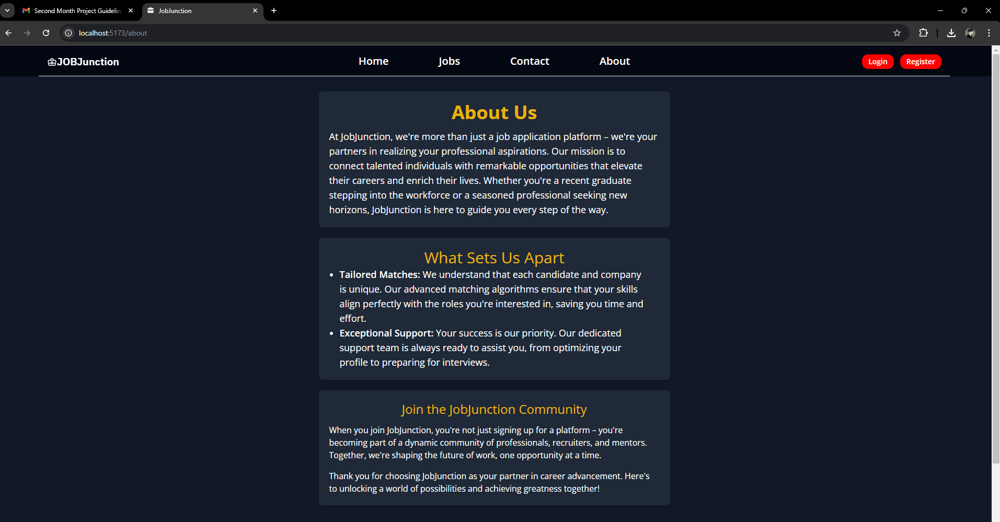 Second Month Project Guidelin
JobJunction
localhost:5173/about
JOBJunction
Home
Jobs
Contact
About
Login
Register
About Us
At JobJunction, we're more than just a job application platform – we're your
partners in realizing your professional aspirations. Our mission is to
connect talented individuals with remarkable opportunities that elevate
their careers and enrich their lives. Whether you're a recent graduate
stepping into the workforce or a seasoned professional seeking new
horizons, JobJunction is here to guide you every step of the way.
What Sets Us Apart
• Tailored Matches: We understand that each candidate and company
is unique. Our advanced matching algorithms ensure that your skills
align perfectly with the roles you're interested in, saving you time and
effort.
• Exceptional Support: Your success is our priority. Our dedicated
support team is always ready to assist you, from optimizing your
profile to preparing for interviews.
Join the JobJunction Community
When you join JobJunction, you're not just signing up for a platform – you're
becoming part of a dynamic community of professionals, recruiters, and mentors.
Together, we're shaping the future of work, one opportunity at a time.
Thank you for choosing JobJunction as your partner in career advancement. Here's
to unlocking a world of possibilities and achieving greatness together!